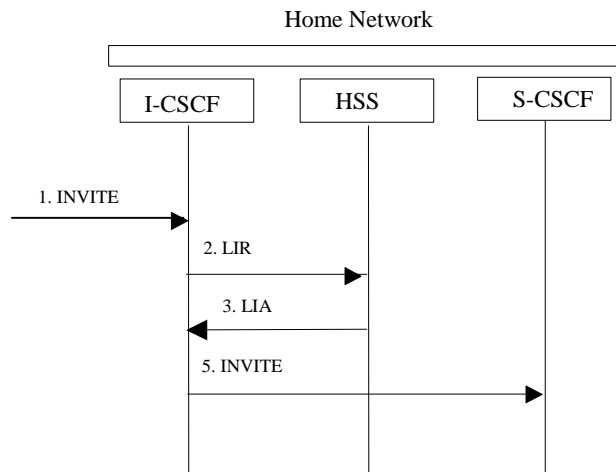 Home Network
I-CSCF
HSS
S-CSCF
1. INVITE
2. LIR
3. LIA
5. INVITE